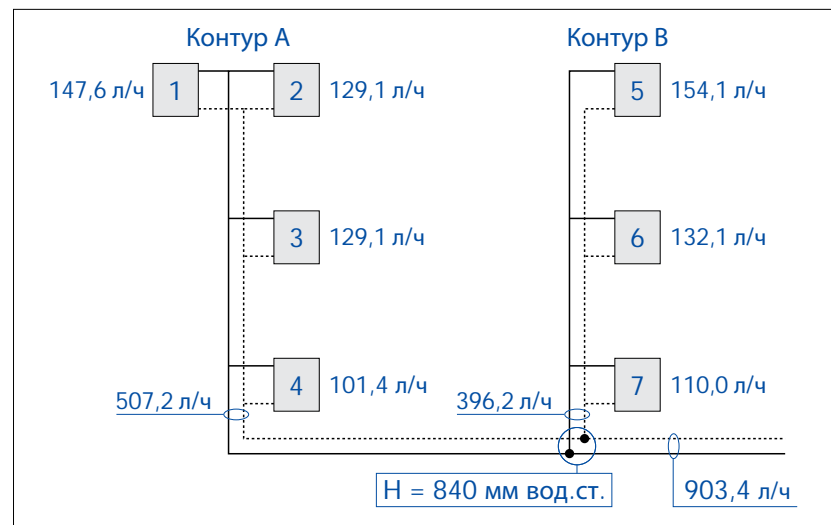 Контур А
Контур В
147,6 л/ч
1
2
129,1 л/ч
5
154,1 л/ч
3
129,1 л/ч
6
132,1 л/ч
4
101,4 л/ч
7
110,0 л/ч
507,2 л/ч
396,2 л/ч
H = 840 мм вод.ст.
903,4 л/ч